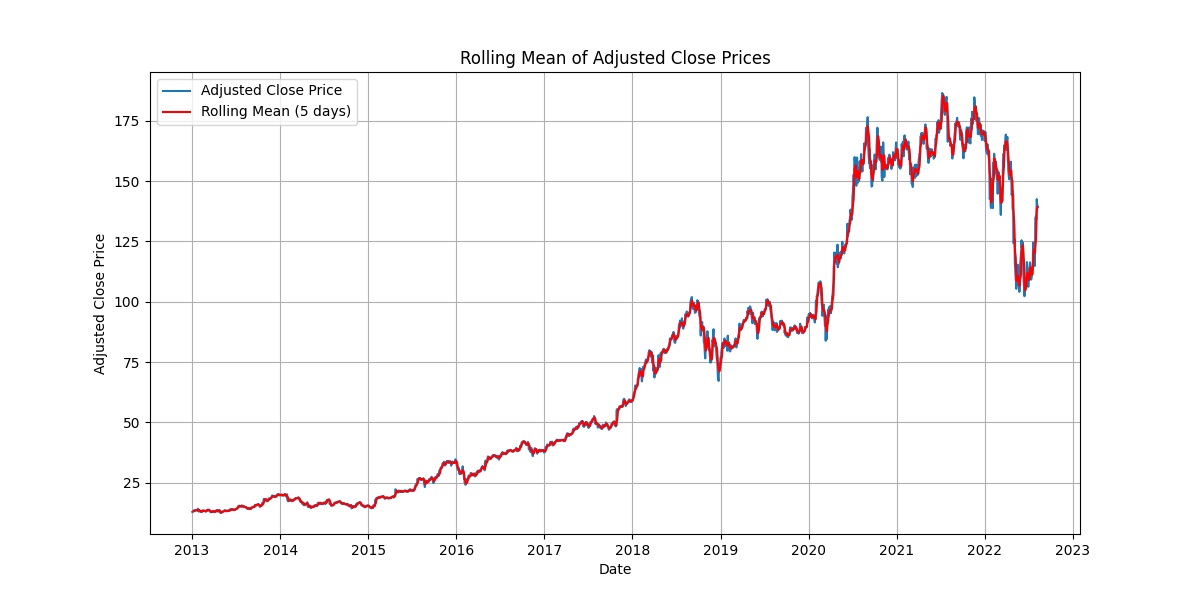 Rolling Mean of Adjusted Close Prices
Adjusted Close Price
Rolling Mean (5 days)
Adjusted Close Price
175
150
125
100
75
50
25
2013 2014 2015 2016 2017 2018 2019 2020 2021 2022 2023
Date